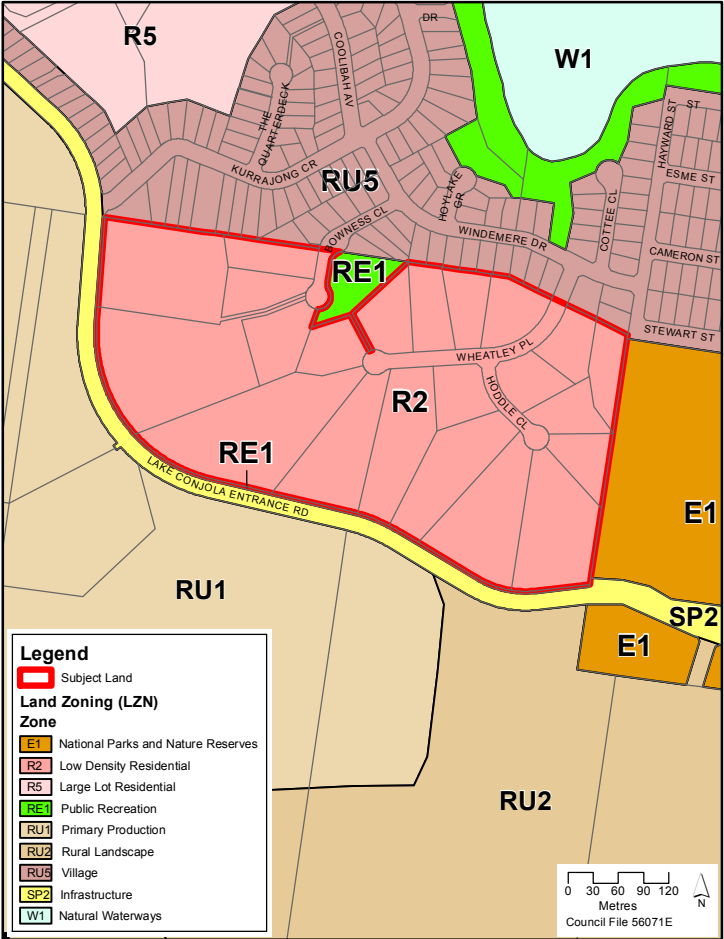 R5
DR
COOLIBAH AV
W1
THE QUARTERDECK
KURRAJONG CR
RU5
HAYWARD ST
ST
ESME ST
HOYLAKE GR
COTTEE CL
BOWNESS CL
WINDEMERE DR
CAMERON ST
RE1
STEWART ST
WHEATLEY PL
HODDLE CL
R2
RE1
LAKE CONJOLA ENTRANCE RD
E1
RU1
SP2
E1
RU2
Legend
Subject Land
Land Zoning (LZN)
Zone
E1 National Parks and Nature Reserves
R2 Low Density Residential
R5 Large Lot Residential
RE1 Public Recreation
RU1 Primary Production
RU2 Rural Landscape
RU5 Village
SP2 Infrastructure
W1 Natural Waterways
0 30 60 90 120
Metres
N
Council File 56071E